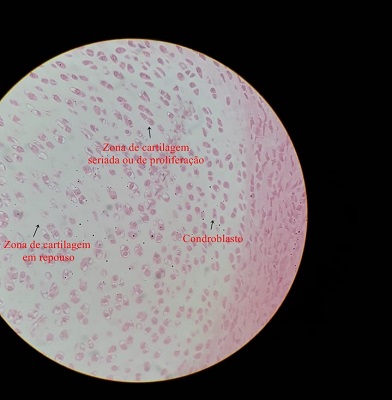 Zona de cartilagem
seriada ou de proliferação
Condroblasto
Zona de cartilagem
em repouso